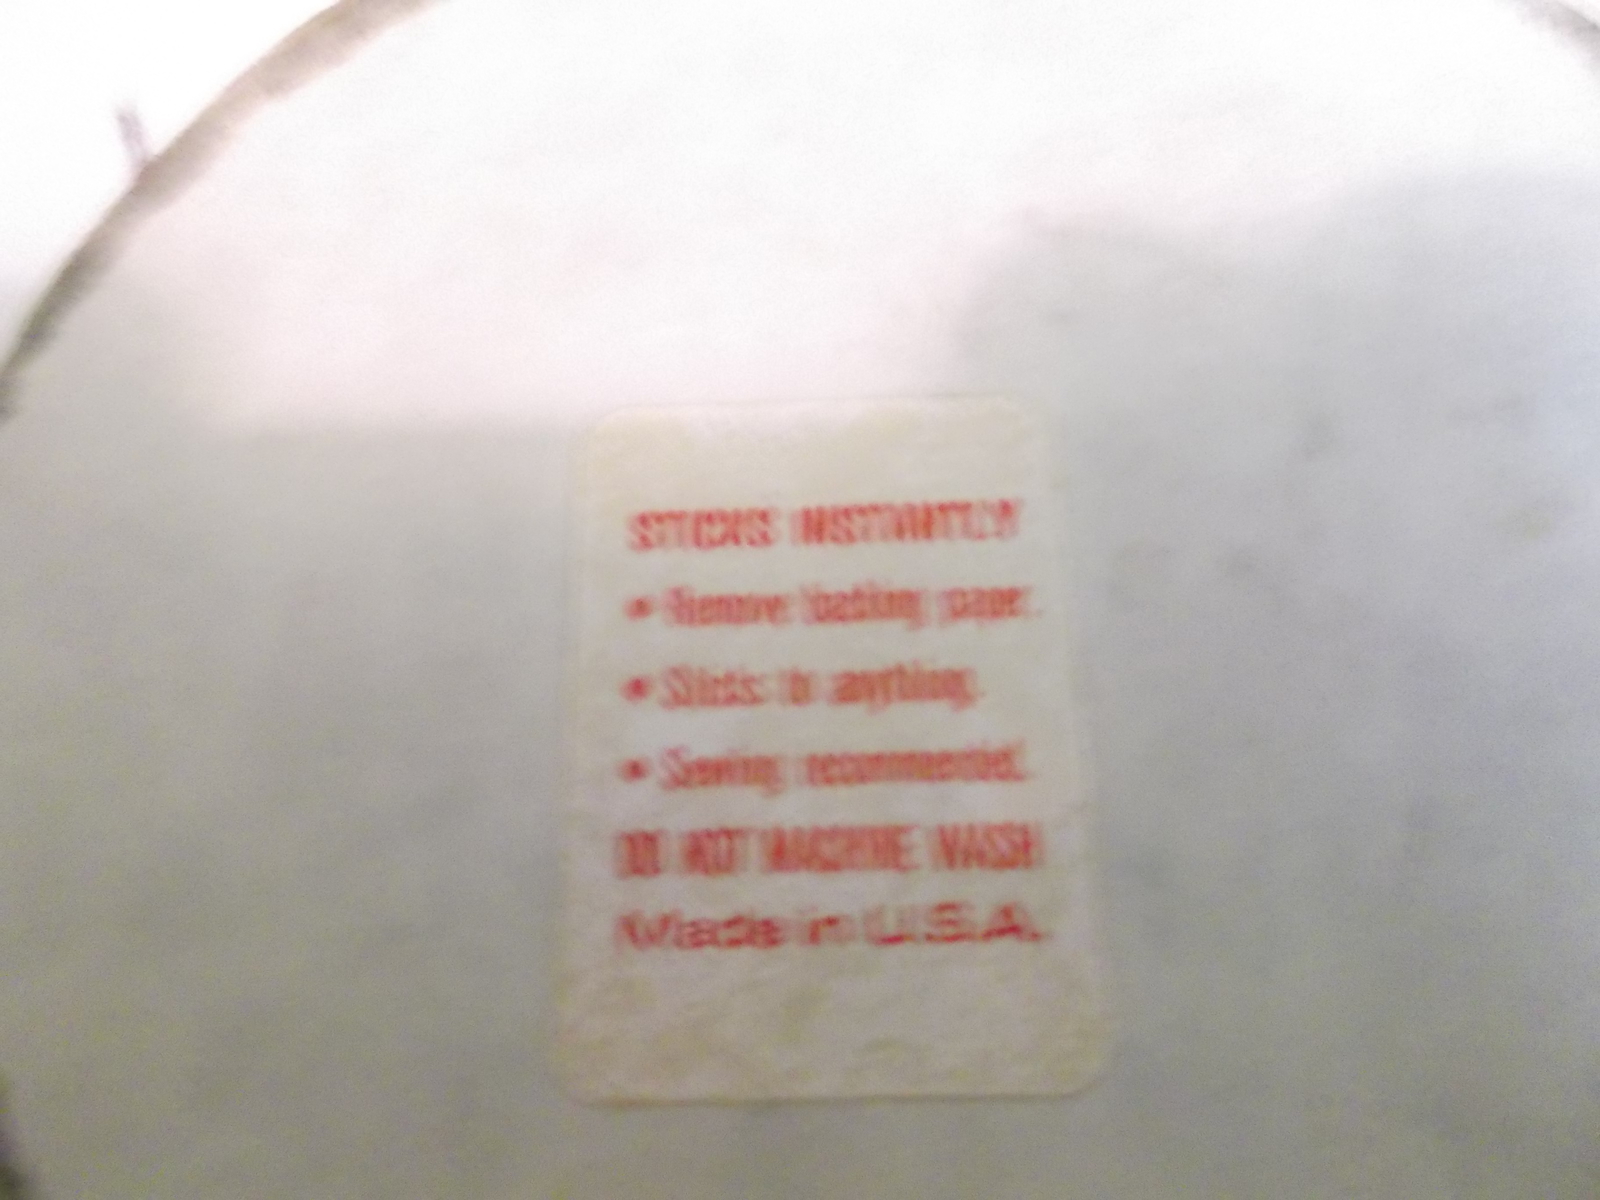 STICKS INSTANTLY
• Remove backing paper.
• Sticks to anything.
• Sewing recommended.
DO NOT MACHINE WASH
Made in U.S.A.